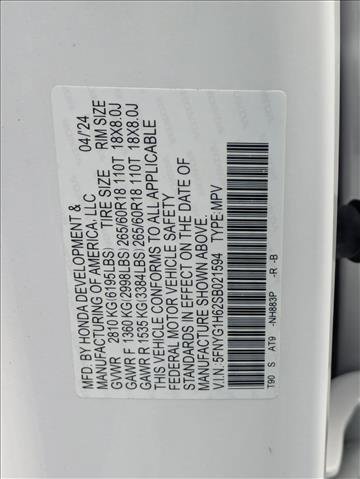 MFD. BY HONDA DEVELOPMENT & 04/'24
MANUFACTURING OF AMERICA, LLC
GVWR 2810 KG(6195LBS) TIRE SIZE RIM SIZE
GAWR F 1360 KG(2998LBS) 265/60R18 110T 18X8.0J
GAWR R 1535 KG(3384LBS) 265/60R18 110T 18X8.0J
THIS VEHICLE CONFORMS TO ALL APPLICABLE
FEDERAL MOTOR VEHICLE SAFETY
STANDARDS IN EFFECT ON THE DATE OF
MANUFACTURE SHOWN ABOVE.
V.I.N.: 5FNYG1H62SB021594 TYPE: MPV
T90 S AT9 -NH883P -R -B